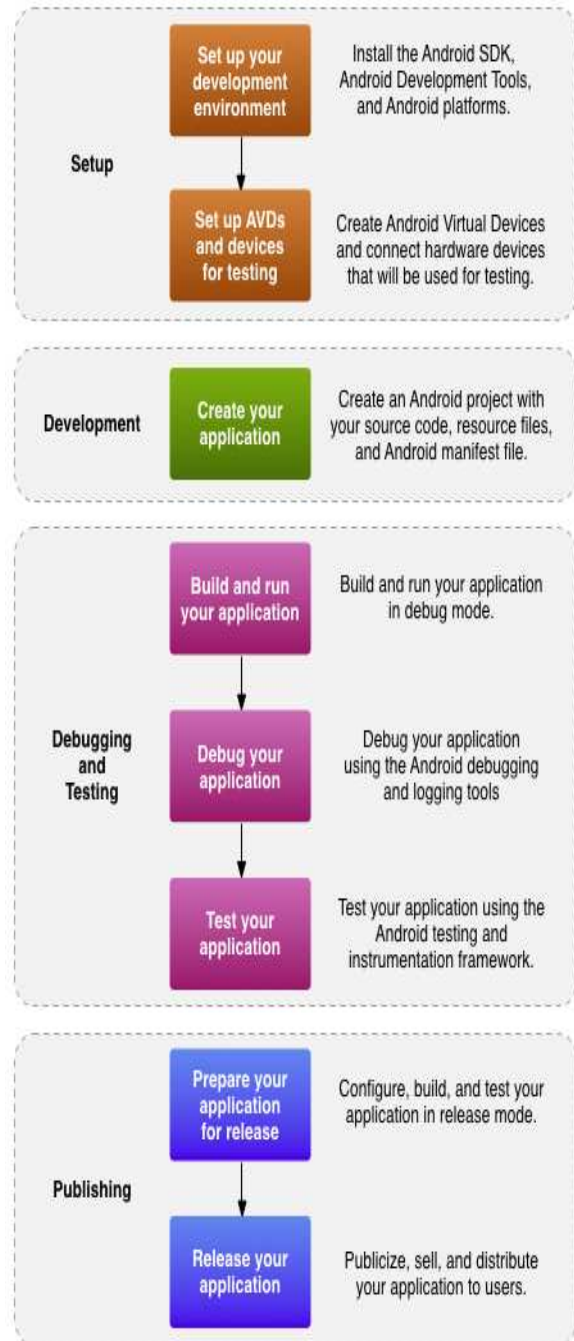 Set up your
development
environment
Install the Android SDK,
Android Development Tools,
and Android platforms.
Setup
Set up AVDs
and devices
for testing
Create Android Virtual Devices
and connect hardware devices
that will be used for testing.
Development
Create your
application
Create an Android project with
your source code, resource files,
and Android manifest file.
Build and run
your application
Build and run your application
in debug mode.
Debugging
and
Testing
Debug your
application
Debug your application
using the Android debugging
and logging tools
Test your
application
Test your application using the
Android testing and
instrumentation framework.
Prepare your
application
for release
Configure, build, and test your
application in release mode.
Publishing
Release your
application
Publicize, sell, and distribute
your application to users.